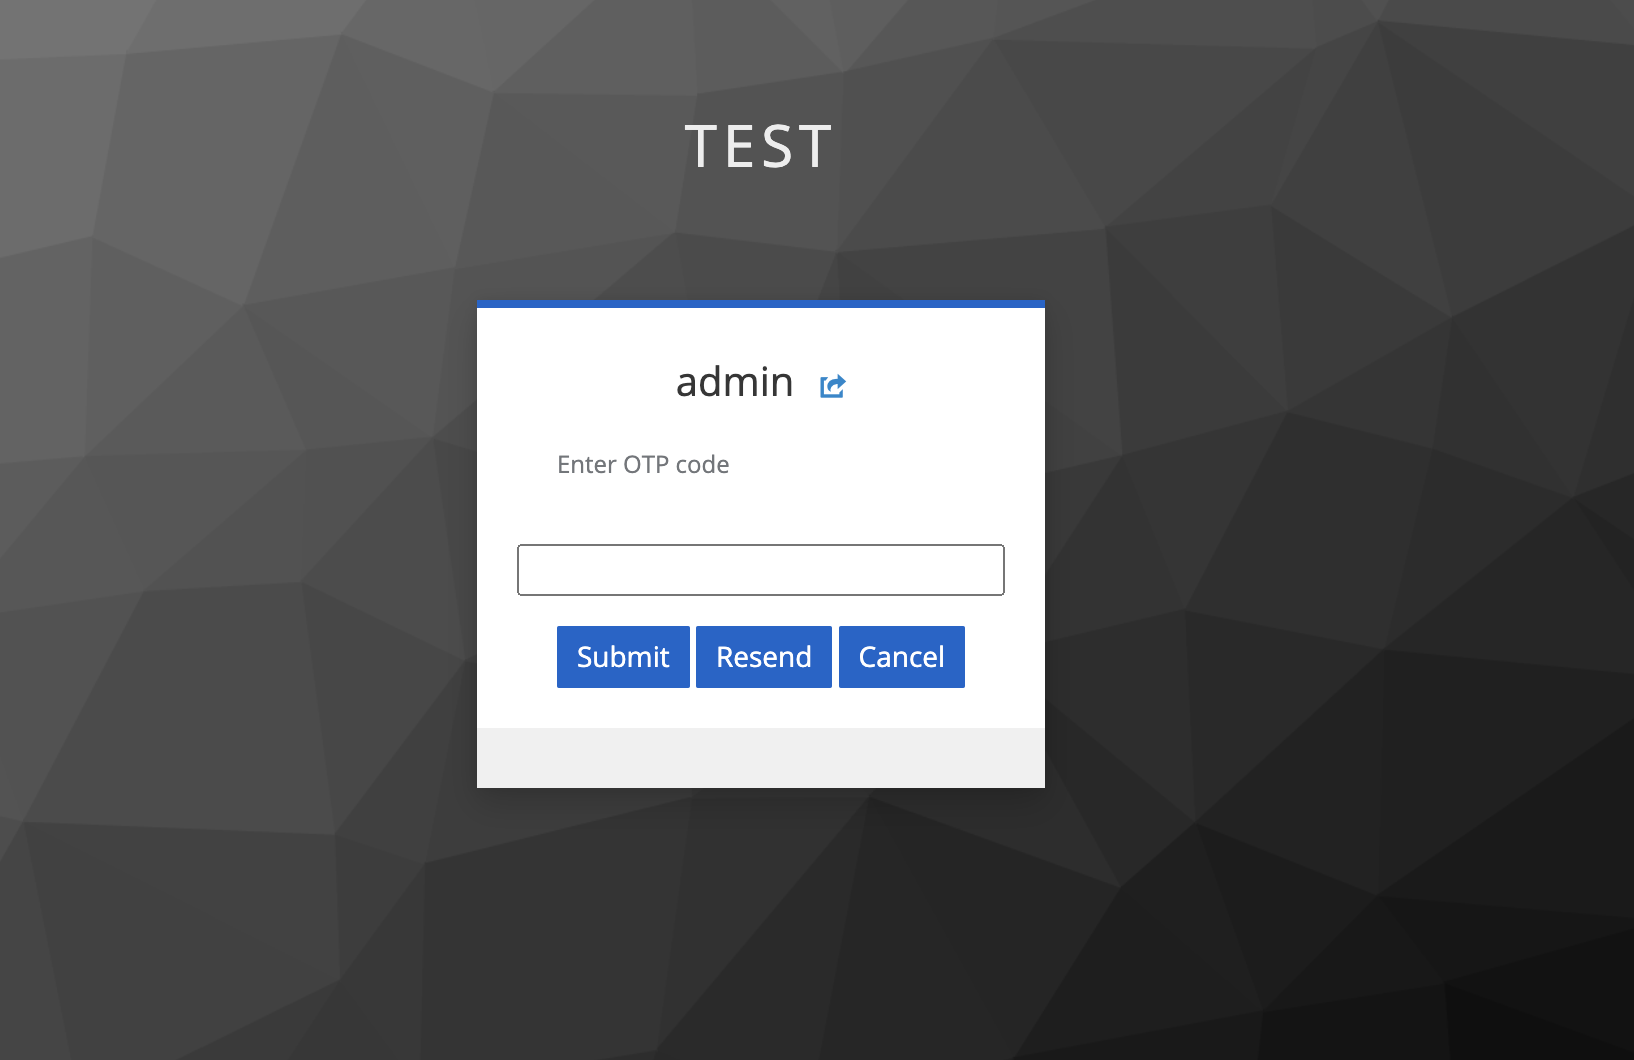 TEST
admin
Enter OTP code
Submit Resend Cancel